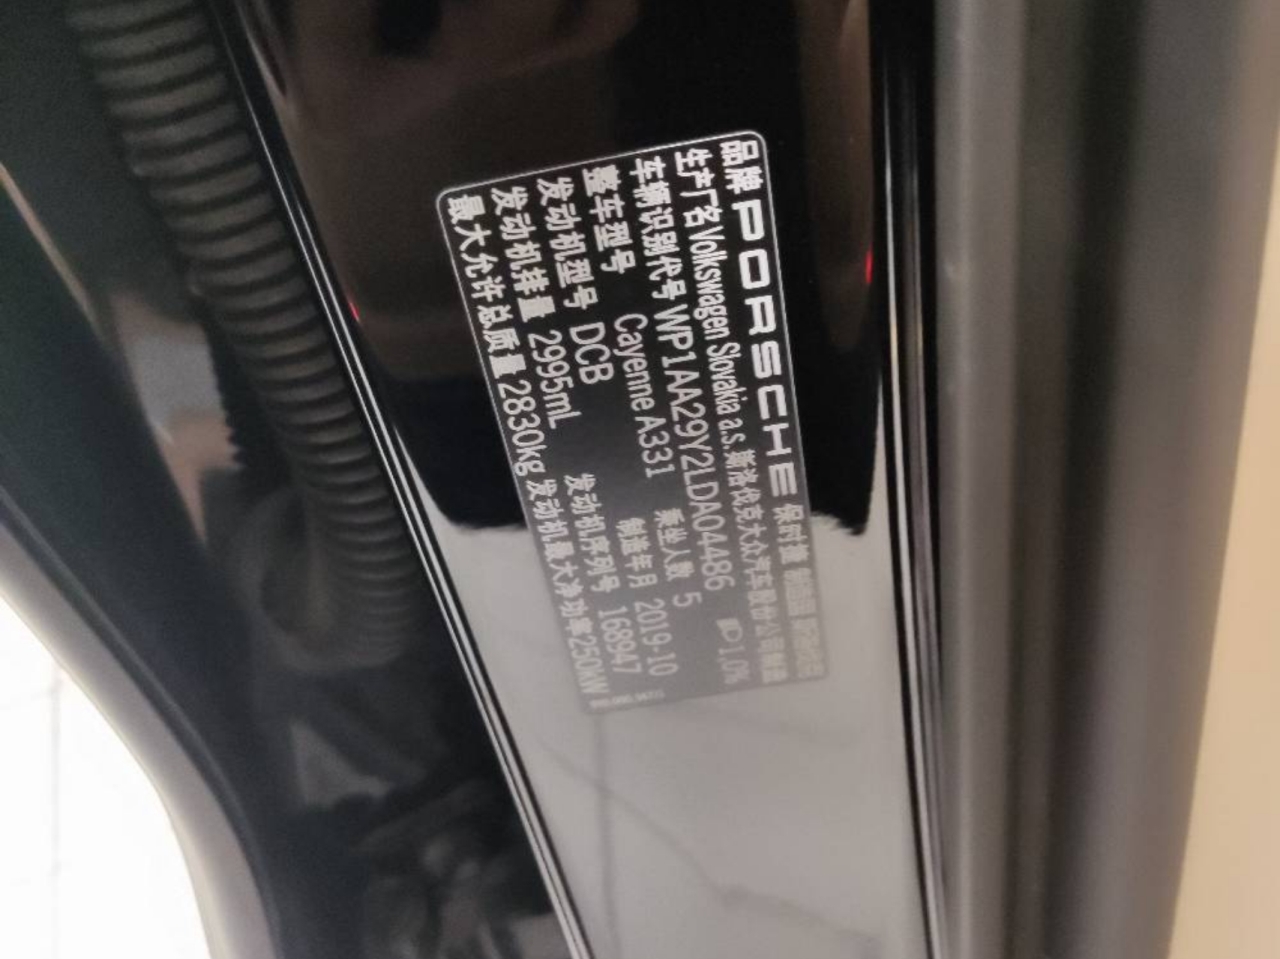 品牌 PORSCHE 保时捷
生产厂名 Volkswagen Slovakia a.s. 斯洛伐克大众汽车股份公司
车辆识别代号 WP1AA29Y2LDA04486
整车型号 Cayenne A331 乘坐人数 5
发动机型号 DCB 制造年月 2019-10
发动机排量 2995mL 发动机序列号 168947
最大允许总质量 2830kg 发动机最大净功率 250kW